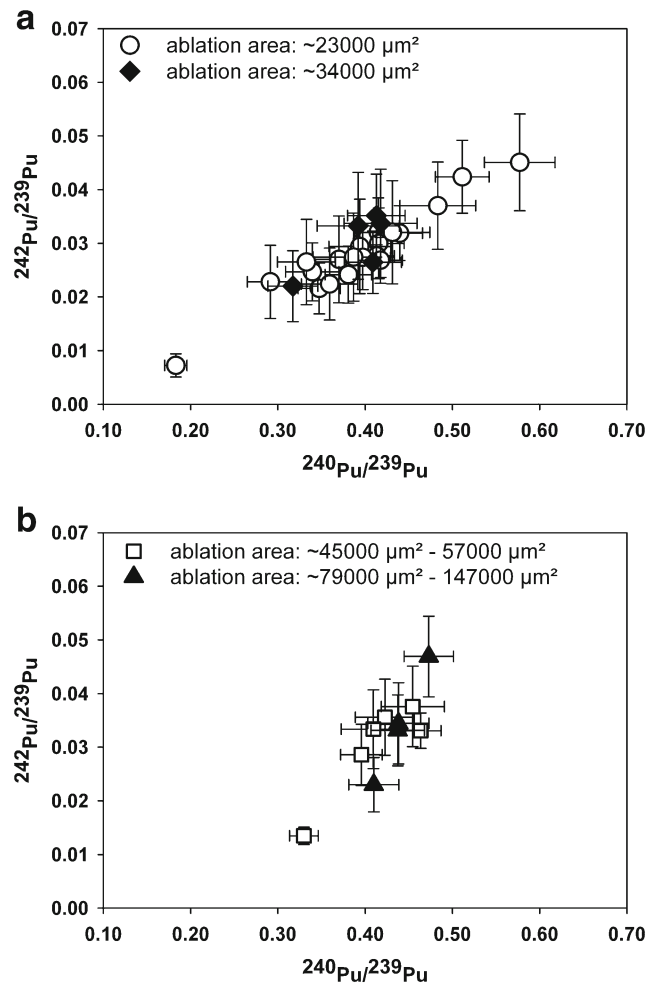 a
0.07
ablation area: ~23000 µm²
ablation area: ~34000 µm²
0.06
0.05
0.04
0.03
0.02
0.01
0.00
²⁴²Pu/²³⁹Pu
0.10 0.20 0.30 0.40 0.50 0.60 0.70
²⁴⁰Pu/²³⁹Pu
b
0.07
ablation area: ~45000 µm² - 57000 µm²
ablation area: ~79000 µm² - 147000 µm²
0.06
0.05
0.04
0.03
0.02
0.01
0.00
²⁴²Pu/²³⁹Pu
0.10 0.20 0.30 0.40 0.50 0.60 0.70
²⁴⁰Pu/²³⁹Pu